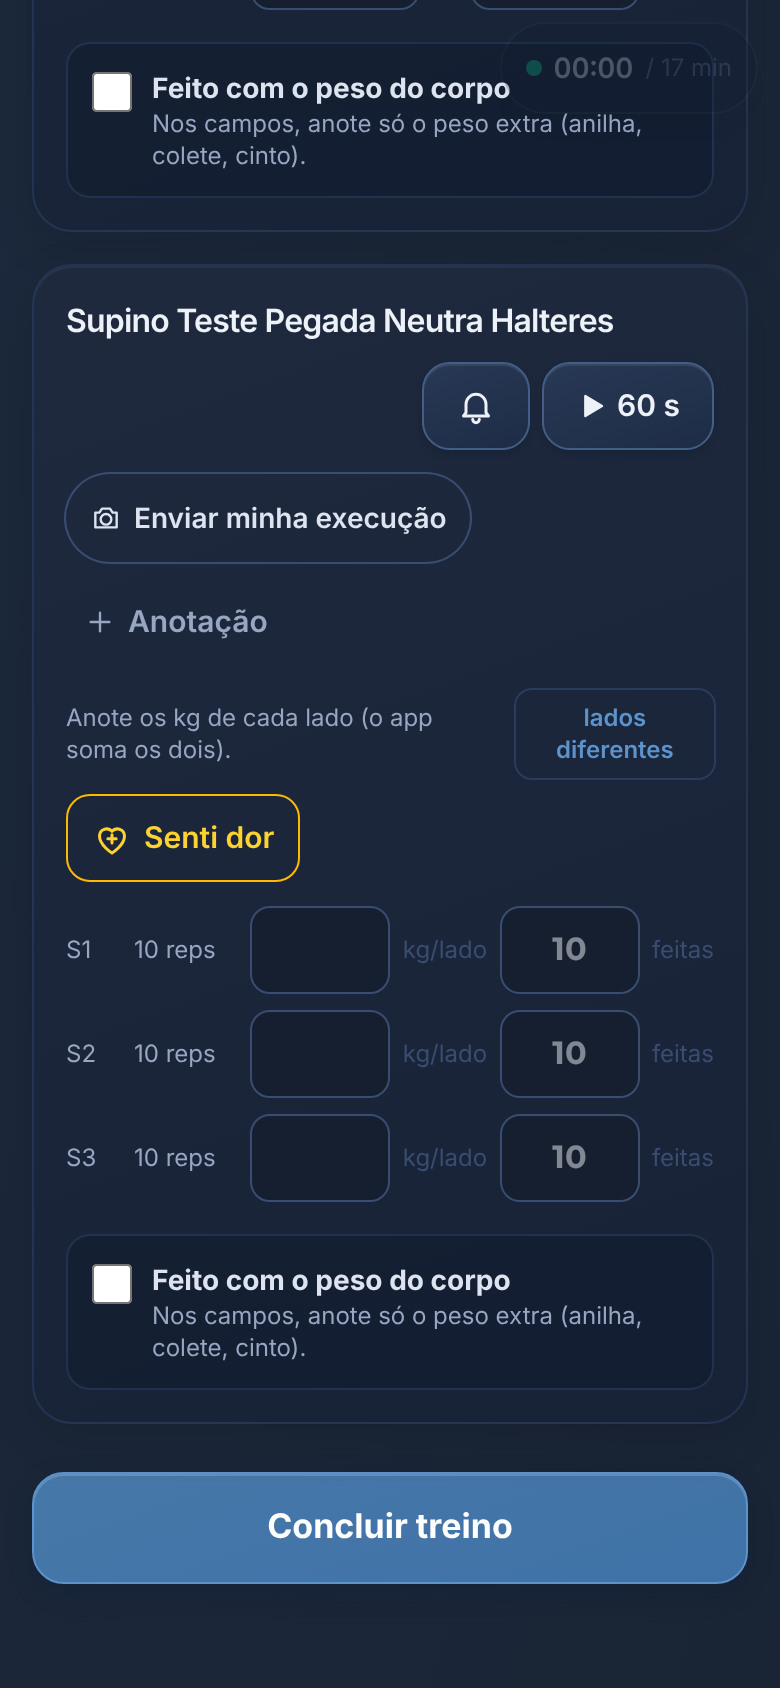 00:00 / 17 min
Feito com o peso do corpo
Nos campos, anote só o peso extra (anilha,
colete, cinto).
Supino Teste Pegada Neutra Halteres
60 s
Enviar minha execução
Anotação
Anote os kg de cada lado (o app
soma os dois).
lados
diferentes
Senti dor
S1 10 reps kg/lado 10 feitas
S2 10 reps kg/lado 10 feitas
S3 10 reps kg/lado 10 feitas
Feito com o peso do corpo
Nos campos, anote só o peso extra (anilha,
colete, cinto).
Concluir treino